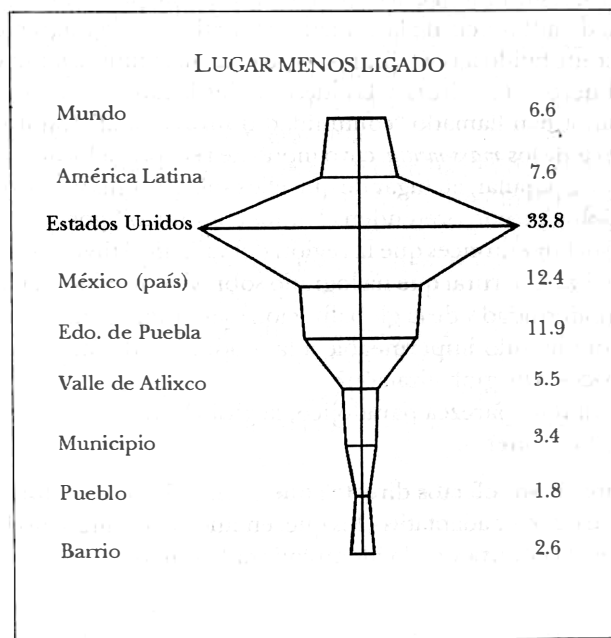 LUGAR MENOS LIGADO
Mundo 6.6
América Latina 7.6
Estados Unidos 33.8
México (país) 12.4
Edo. de Puebla 11.9
Valle de Atlixco 5.5
Municipio 3.4
Pueblo 1.8
Barrio 2.6